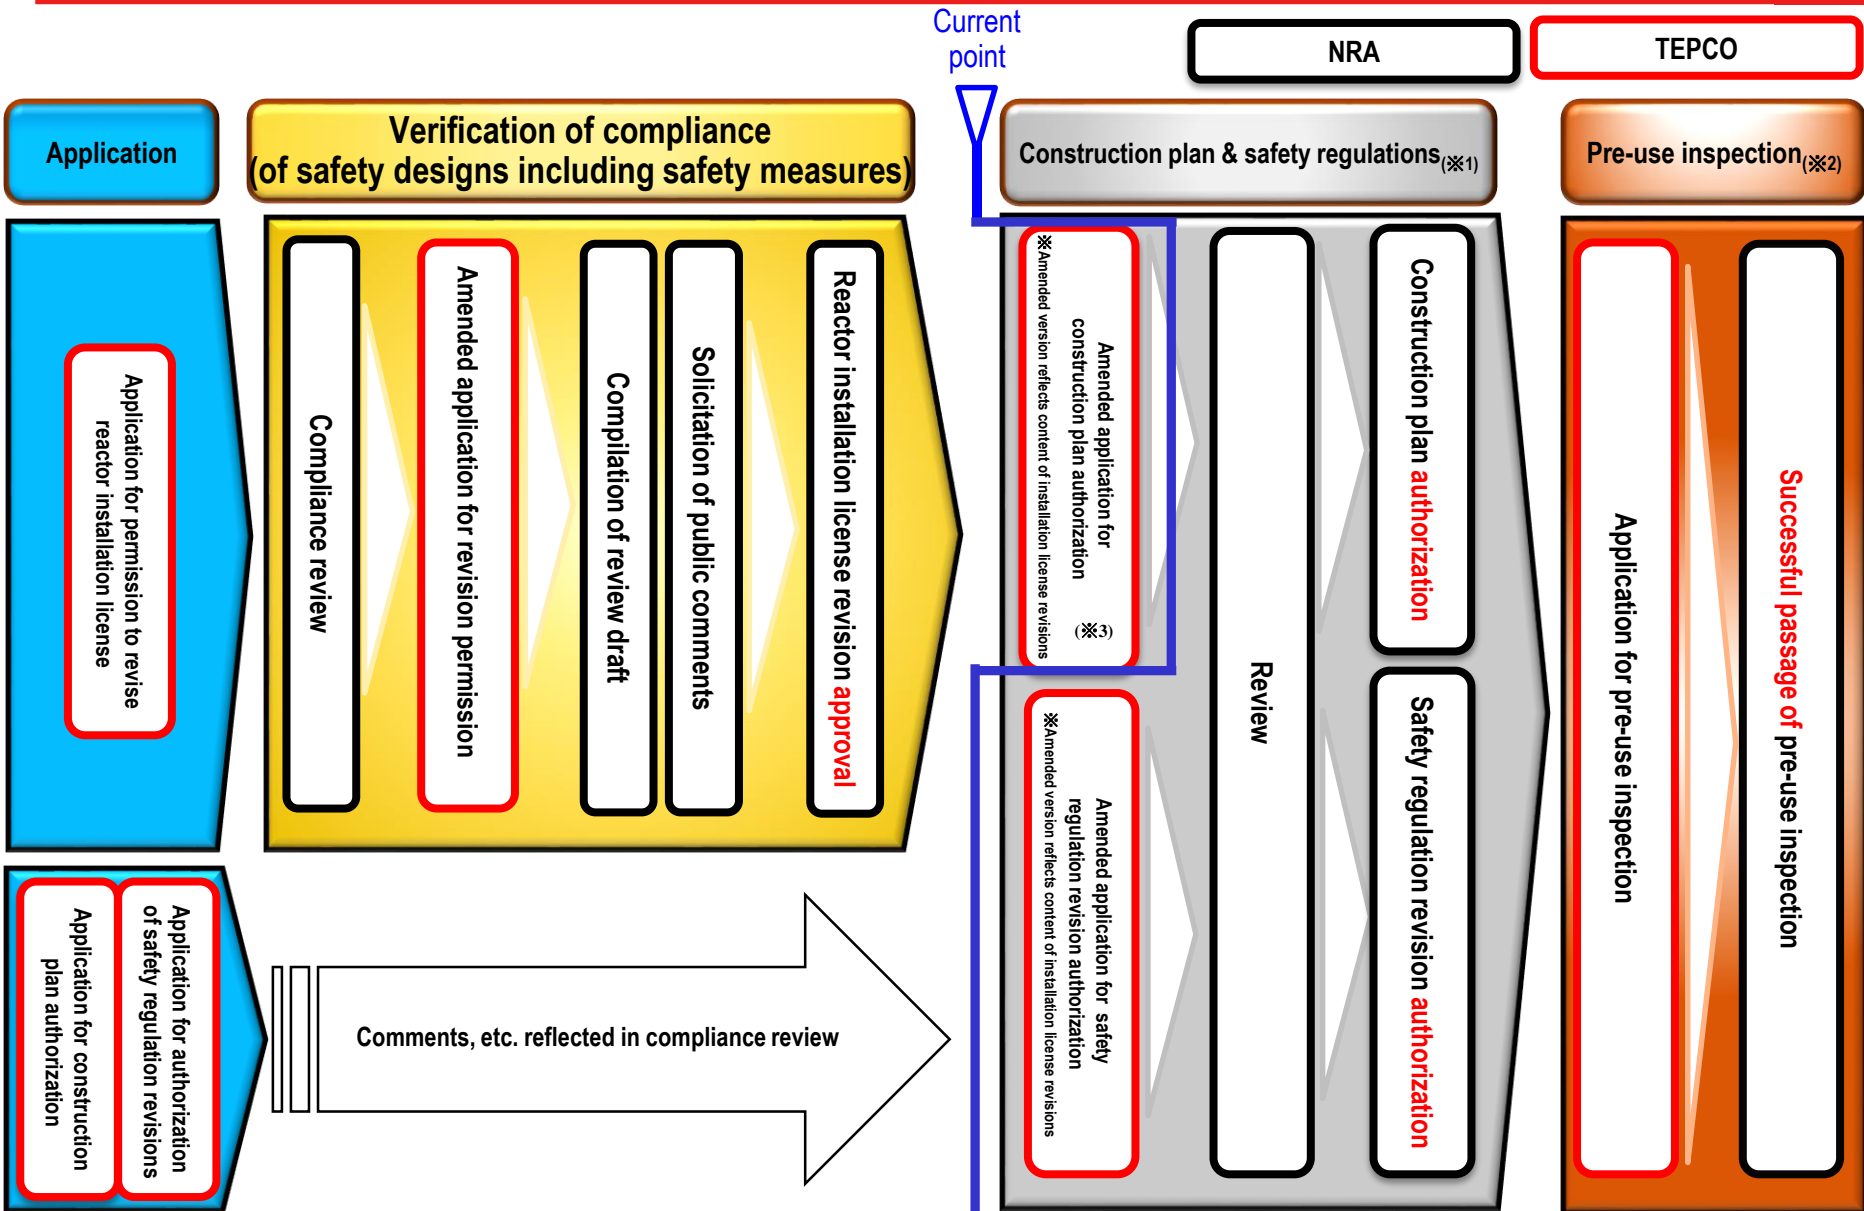 Current
point
NRA
TEPCO
Application
Verification of compliance
(of safety designs including safety measures)
Construction plan & safety regulations(※1)
Pre-use inspection(※2)
Application for permission to revise
reactor installation license
Compliance review
Amended application for revision permission
Compilation of review draft
Solicitation of public comments
Reactor installation license revision approval
Amended application for
construction plan authorization
(※3)
※Amended version reflects content of installation license revisions
Amended application for safety
regulation revision authorization
※Amended version reflects content of installation license revisions
Review
Construction plan authorization
Safety regulation revision authorization
Application for pre-use inspection
Successful passage of pre-use inspection
Application for authorization
of safety regulation revisions
Application for construction
plan authorization
Comments, etc. reflected in compliance review